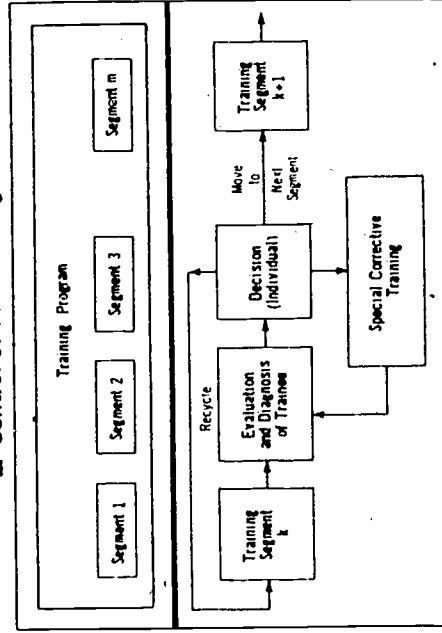 Training Program
Segment 1
Segment 2
Segment 3
Segment m
Training
Segment
k
Recycle
Evaluation
and Diagnosis
of Trainee
Decision
(Individual)
Move
to
Next
Segment
Training
Segment
k+1
Special Corrective
Training